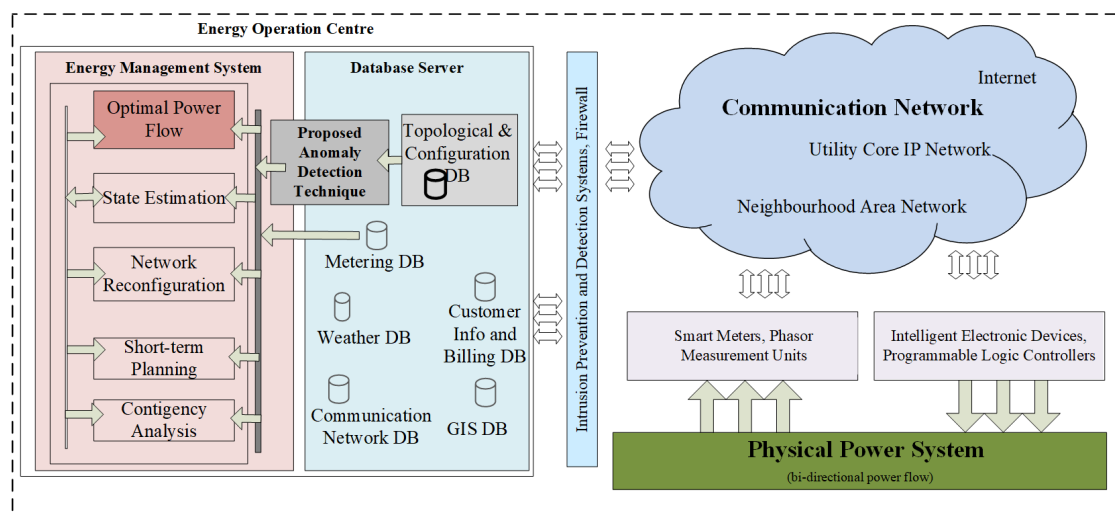 Energy Operation Centre
Energy Management System
Optimal Power
Flow
State Estimation
Network
Reconfiguration
Short-term
Planning
Contigency
Analysis
Database Server
Proposed
Anomaly
Detection
Technique
Topological &
Configuration
DB
Metering DB
Weather DB
Customer
Info and
Billing DB
Communication
Network DB
GIS DB
Intrusion Prevention and Detection Systems, Firewall
Internet
Communication Network
Utility Core IP Network
Neighbourhood Area Network
Smart Meters, Phasor
Measurement Units
Intelligent Electronic Devices,
Programmable Logic Controllers
Physical Power System
(bi-directional power flow)